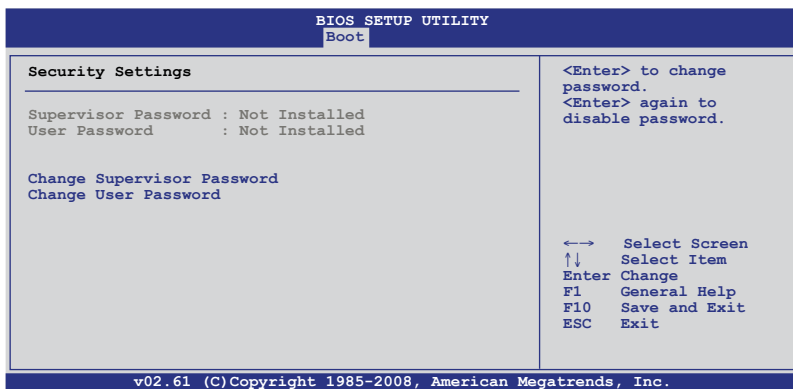 BIOS SETUP UTILITY
Boot
Security Settings
Supervisor Password : Not Installed
User Password : Not Installed
Change Supervisor Password
Change User Password
<Enter> to change
password.
<Enter> again to
disable password.
←→ Select Screen
↑↓ Select Item
Enter Change
F1 General Help
F10 Save and Exit
ESC Exit
v02.61 (C)Copyright 1985-2008, American Megatrends, Inc.